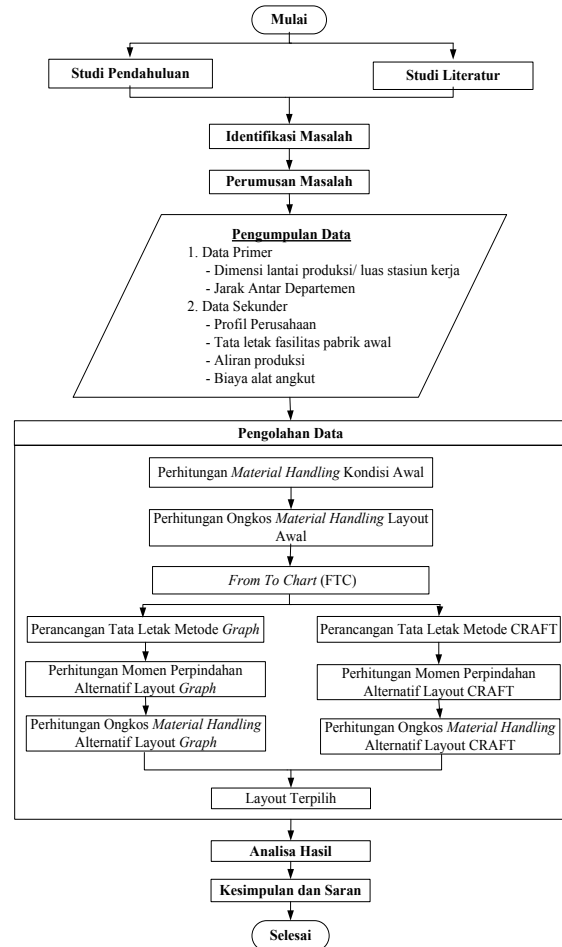 Mulai
Studi Pendahuluan
Studi Literatur
Identifikasi Masalah
Perumusan Masalah
Pengumpulan Data
1. Data Primer
- Dimensi lantai produksi/ luas stasiun kerja
- Jarak Antar Departemen
2. Data Sekunder
- Profil Perusahaan
- Tata letak fasilitas pabrik awal
- Aliran produksi
- Biaya alat angkut
Pengolahan Data
Perhitungan Material Handling Kondisi Awal
Perhitungan Ongkos Material Handling Layout
Awal
From To Chart (FTC)
Perancangan Tata Letak Metode Graph
Perhitungan Momen Perpindahan
Alternatif Layout Graph
Perhitungan Ongkos Material Handling
Alternatif Layout Graph
Perancangan Tata Letak Metode CRAFT
Perhitungan Momen Perpindahan
Alternatif Layout CRAFT
Perhitungan Ongkos Material Handling
Alternatif Layout CRAFT
Layout Terpilih
Analisa Hasil
Kesimpulan dan Saran
Selesai